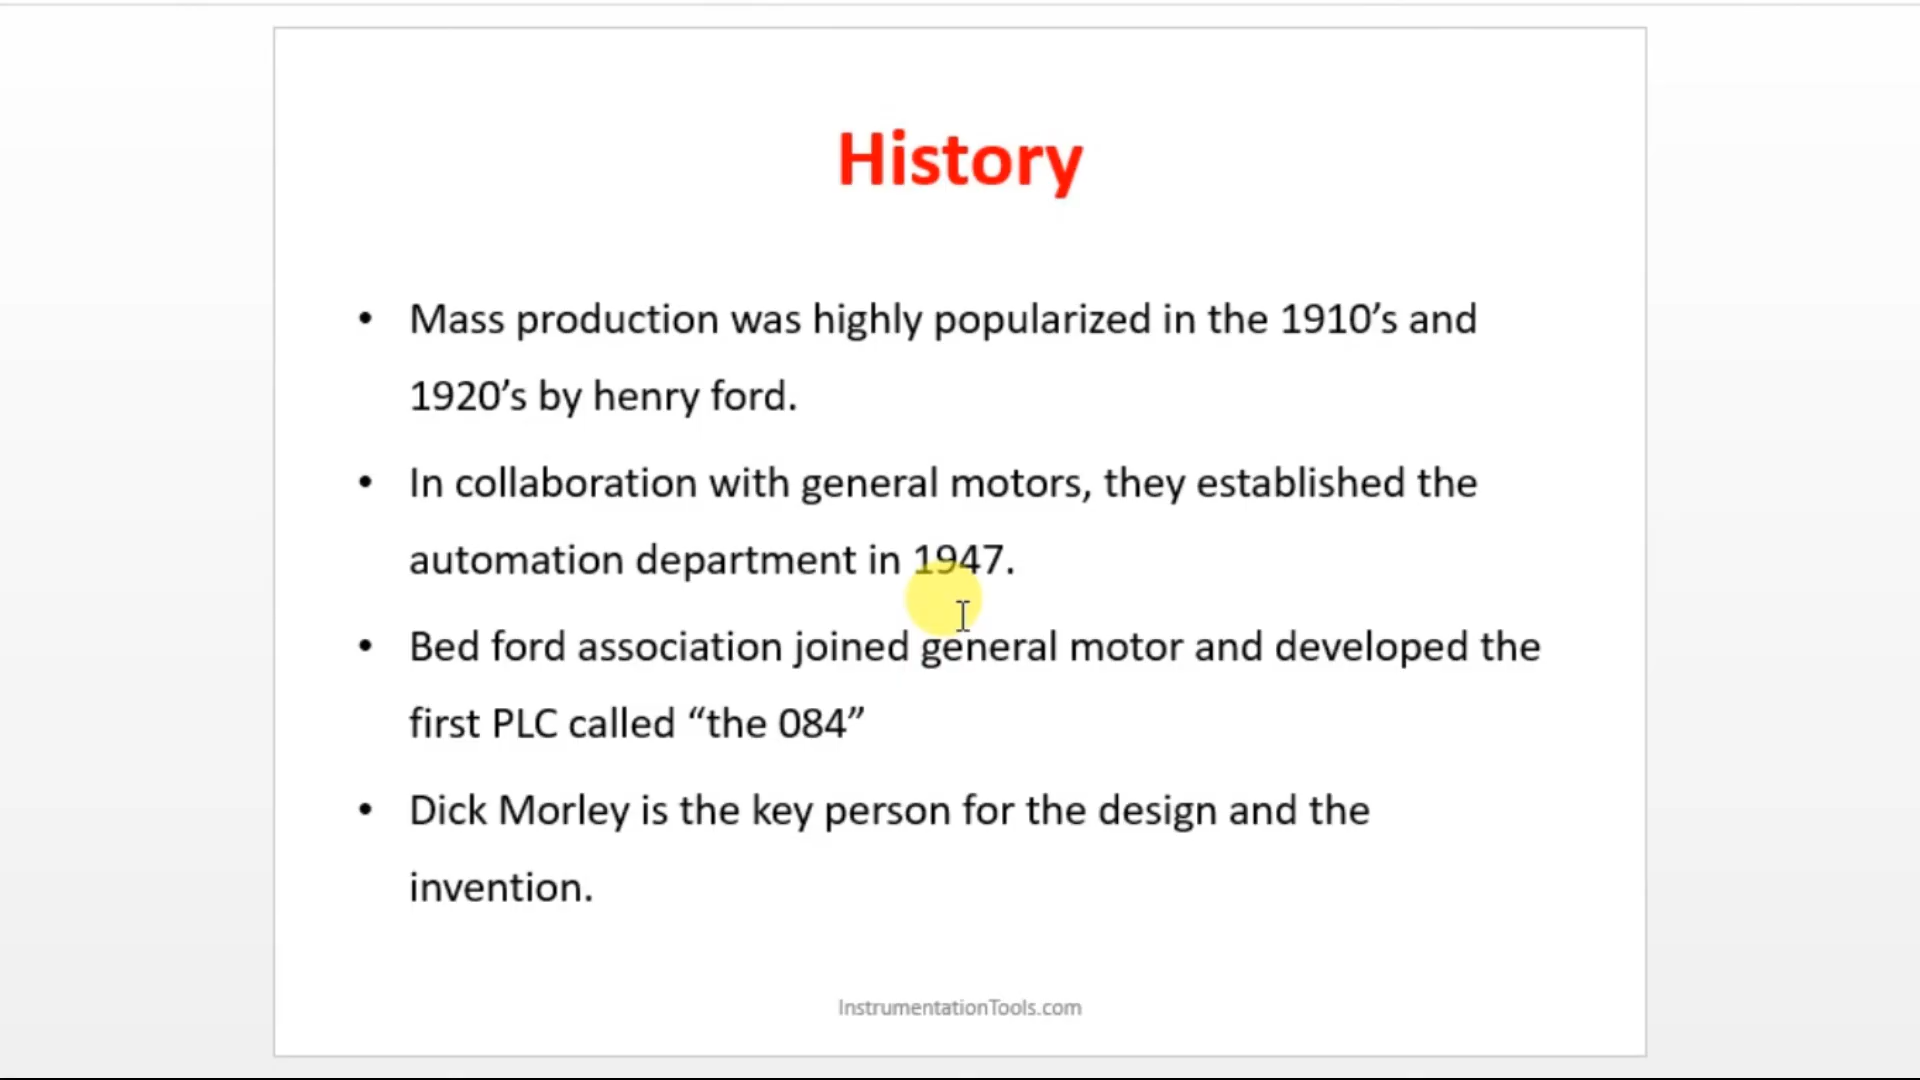 History
• Mass production was highly popularized in the 1910’s and
1920’s by henry ford.
• In collaboration with general motors, they established the
automation department in 1947.
• Bed ford association joined general motor and developed the
first PLC called “the 084”
• Dick Morley is the key person for the design and the
invention.
InstrumentationTools.com